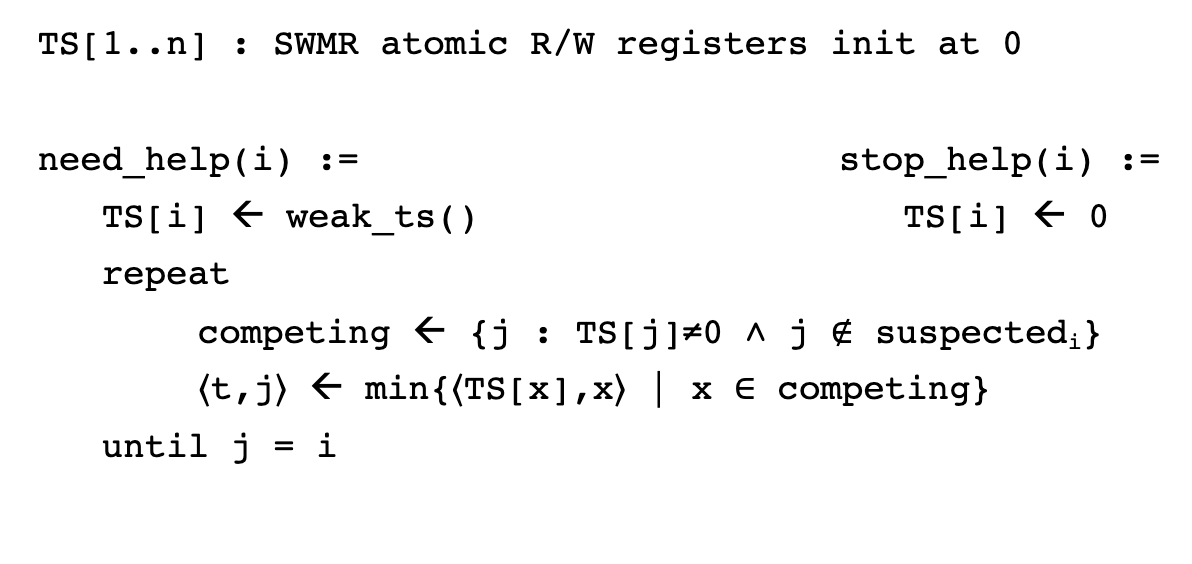 TS[1..n] : SWMR atomic R/W registers init at 0
need_help(i) :=
TS[i] ← weak_ts()
repeat
competing ← {j : TS[j]≠0 ∧ j ∉ suspectedᵢ}
⟨t,j⟩ ← min{⟨TS[x],x⟩ | x ∈ competing}
until j = i
stop_help(i) :=
TS[i] ← 0